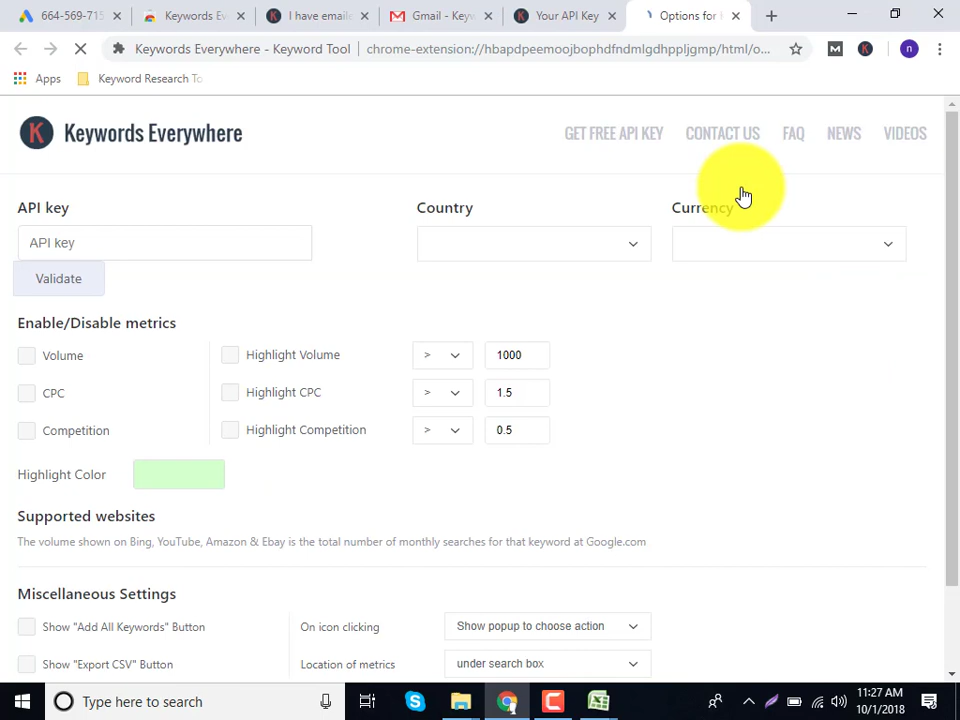 664-569-715
Keywords Eve
I have emaile
Gmail - Keyw
Your API Key
Options for
Keywords Everywhere - Keyword Tool
chrome-extension://hbapdpeemoojbophdfndmlgdhppljgmp/html/o...
M
K
n
Apps
Keyword Research To
K Keywords Everywhere
GET FREE API KEY
CONTACT US
FAQ
NEWS
VIDEOS
API key
Country
Currency
API key
Validate
Enable/Disable metrics
Volume
Highlight Volume
>
1000
CPC
Highlight CPC
>
1.5
Competition
Highlight Competition
>
0.5
Highlight Color
Supported websites
The volume shown on Bing, YouTube, Amazon & Ebay is the total number of monthly searches for that keyword at Google.com
Miscellaneous Settings
Show "Add All Keywords" Button
On icon clicking
Show popup to choose action
Show "Export CSV" Button
Location of metrics
under search box
Type here to search
11:27 AM
10/1/2018